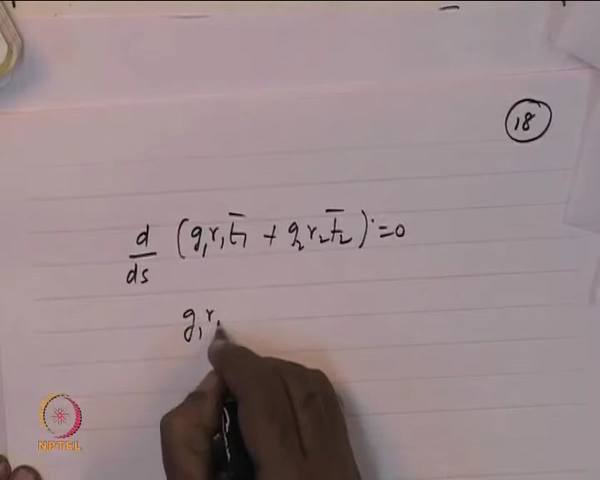 18
d/ds (g₁r₁t̅₁ + g₂r₂t̅₂) = 0
g₁r₁
NPTEL